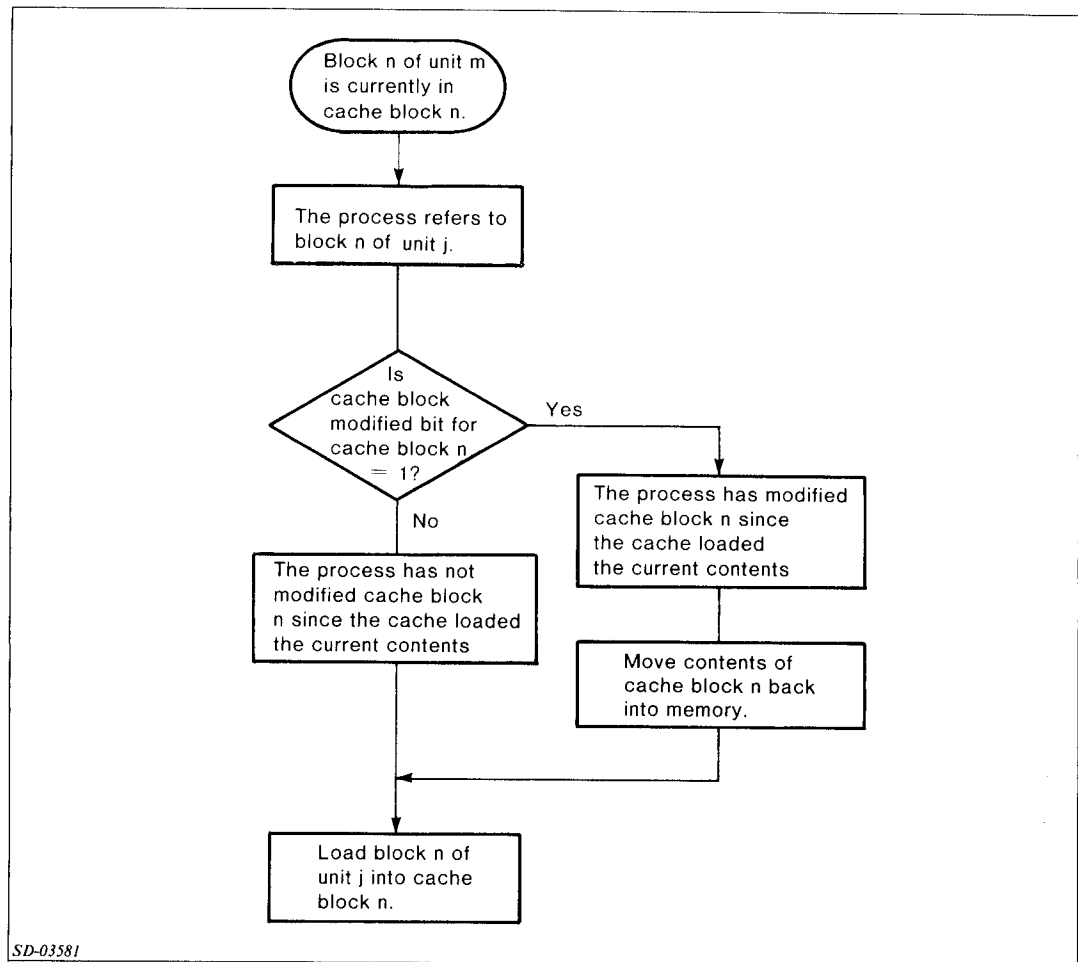 Block n of unit m
is currently in
cache block n.
The process refers to
block n of unit j.
Is
cache block
modified bit for
cache block n
= 1?
Yes
No
The process has modified
cache block n since
the cache loaded
the current contents
The process has not
modified cache block
n since the cache loaded
the current contents
Move contents of
cache block n back
into memory.
Load block n of
unit j into cache
block n.
SD-03581